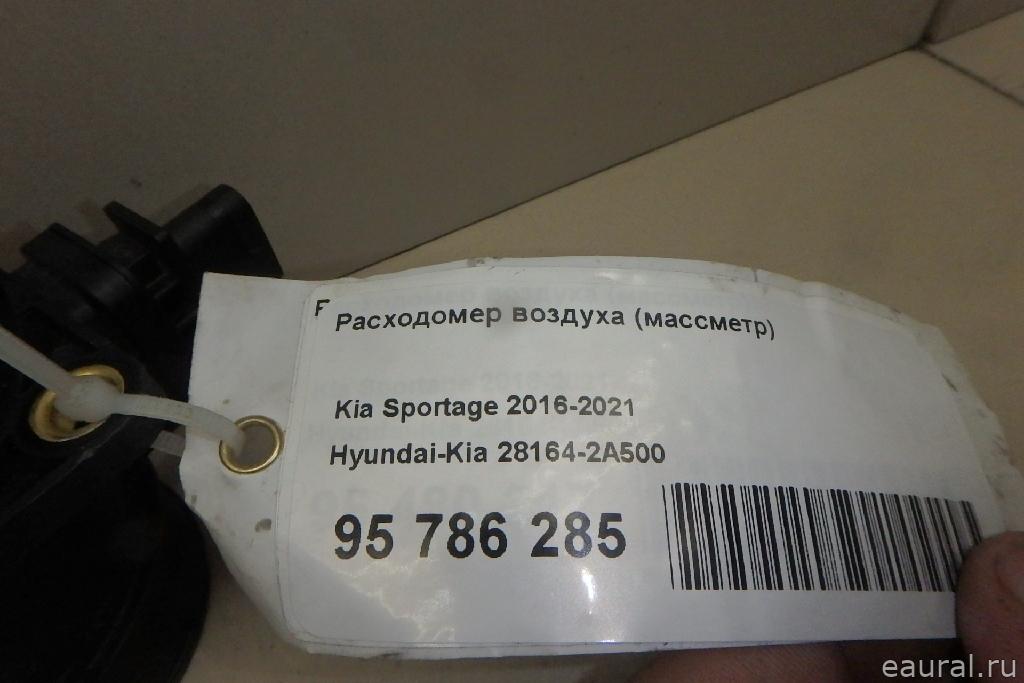 Расходомер воздуха (массметр)
Kia Sportage 2016-2021
Hyundai-Kia 28164-2A500
95 786 285
eaural.ru